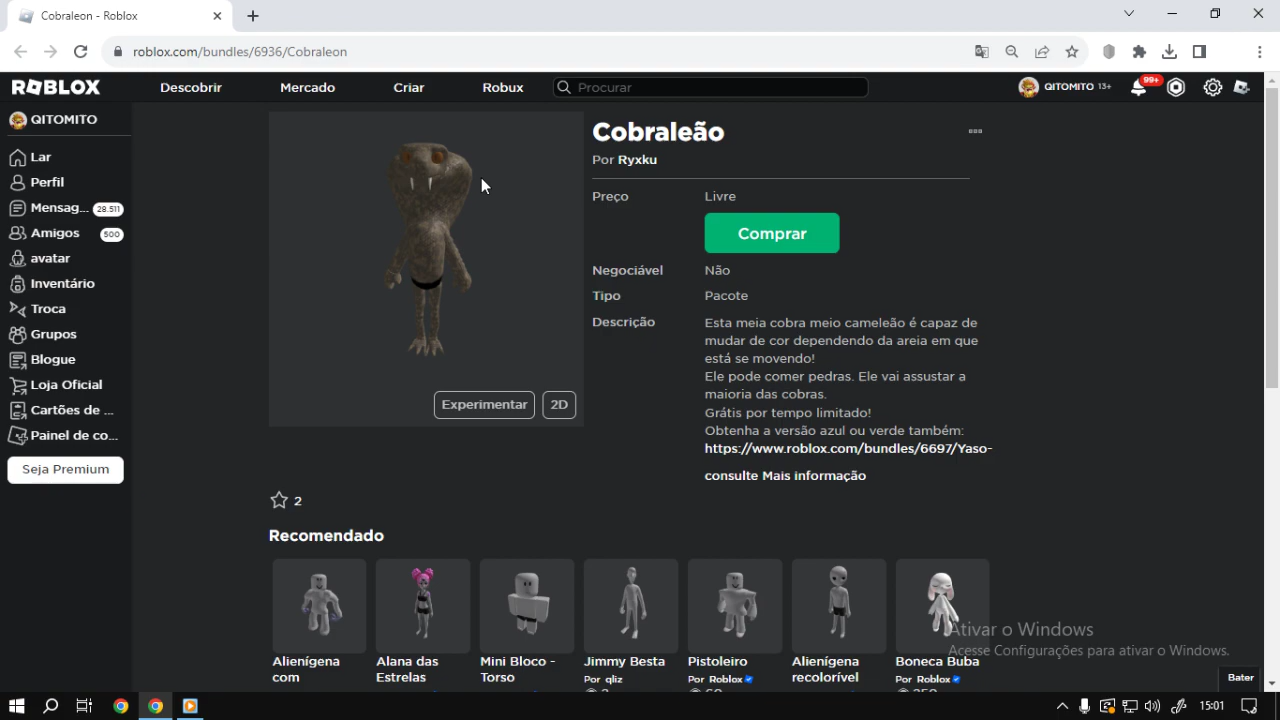 Cobraleon - Roblox
roblox.com/bundles/6936/Cobraleon
ROBLOX
Descobrir
Mercado
Criar
Robux
Procurar
QITOMITO 13+
99+
QITOMITO
Lar
Perfil
Mensag... 28.511
Amigos 500
avatar
Inventário
Troca
Grupos
Blogue
Loja Oficial
Cartões de ...
Painel de co...
Seja Premium
Experimentar
2D
Cobraleão
Por Ryxku
Preço Livre
Comprar
Negociável Não
Tipo Pacote
Descrição Esta meia cobra meio cameleão é capaz de
mudar de cor dependendo da areia em que
está se movendo!
Ele pode comer pedras. Ele vai assustar a
maioria das cobras.
Grátis por tempo limitado!
Obtenha a versão azul ou verde também:
https://www.roblox.com/bundles/6697/Yaso-
consulte Mais informação
2
Recomendado
Alienígena
com
Alana das
Estrelas
Mini Bloco -
Torso
Jimmy Besta
Por qliz
Pistoleiro
Por Roblox
Alienígena
recolorível
Boneca Buba
Por Roblox
Ativar o Windows
Acesse Configurações para ativar o Windows.
Bater
15:01